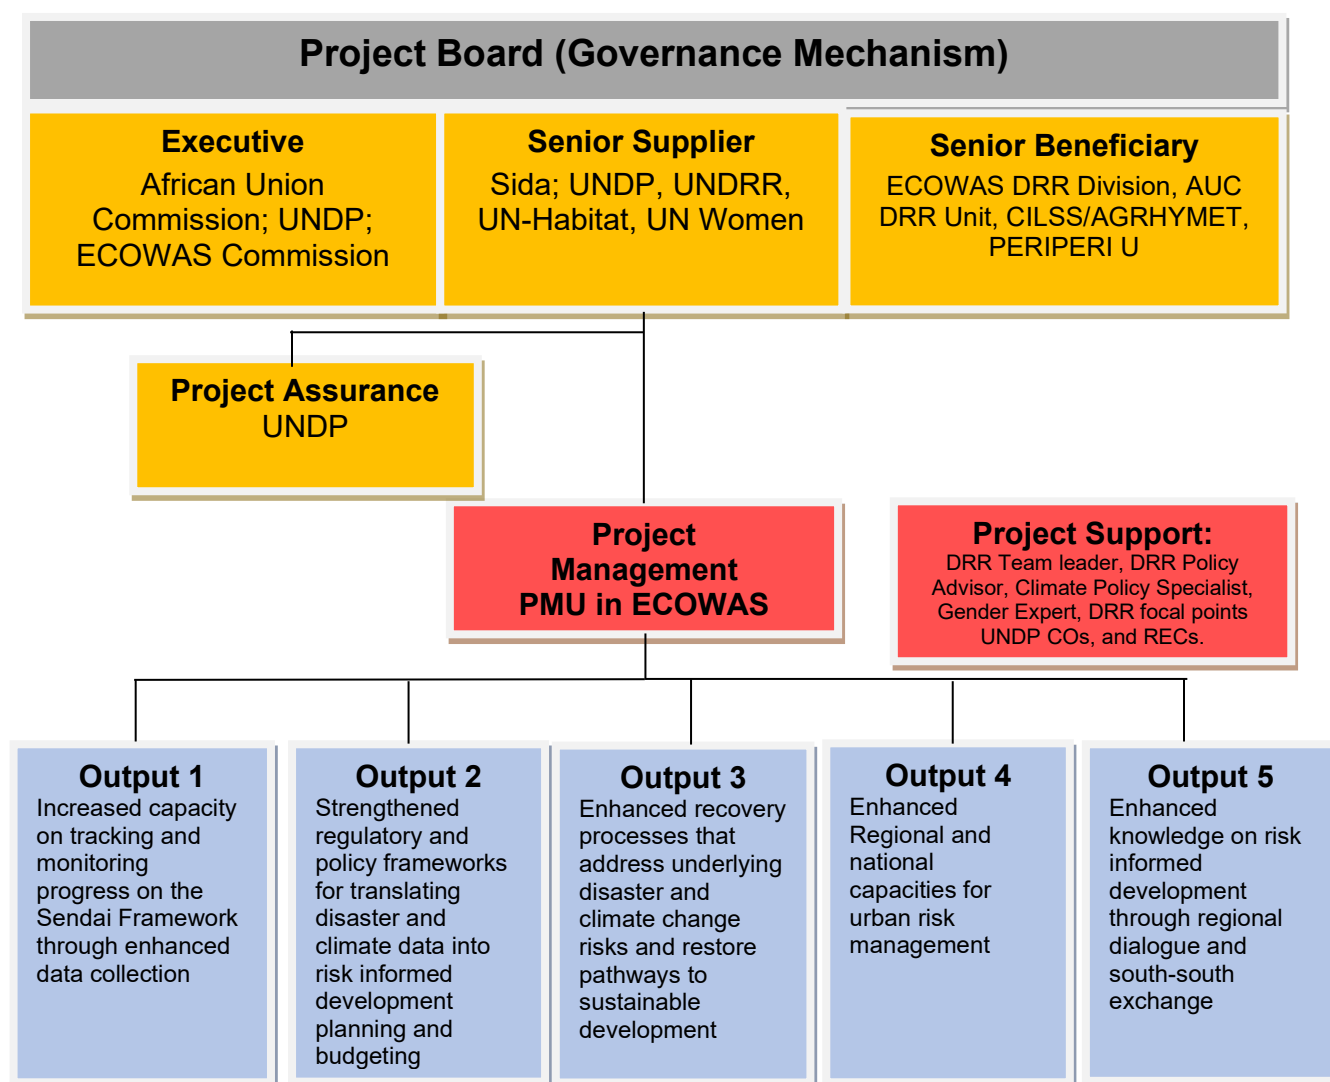 Project Board (Governance Mechanism)
Executive
African Union
Commission; UNDP;
ECOWAS Commission
Senior Supplier
Sida; UNDP, UNDRR,
UN-Habitat, UN Women
Senior Beneficiary
ECOWAS DRR Division, AUC
DRR Unit, CILSS/AGRHYMET,
PERIPERI U
Project Assurance
UNDP
Project
Management
PMU in ECOWAS
Project Support:
DRR Team leader, DRR Policy
Advisor, Climate Policy Specialist,
Gender Expert, DRR focal points
UNDP COs, and RECs.
Output 1
Increased capacity
on tracking and
monitoring
progress on the
Sendai Framework
through enhanced
data collection
Output 2
Strengthened
regulatory and
policy frameworks
for translating
disaster and
climate data into
risk informed
development
planning and
budgeting
Output 3
Enhanced recovery
processes that
address underlying
disaster and
climate change
risks and restore
pathways to
sustainable
development
Output 4
Enhanced
Regional and
national
capacities for
urban risk
management
Output 5
Enhanced
knowledge on risk
informed
development
through regional
dialogue and
south-south
exchange